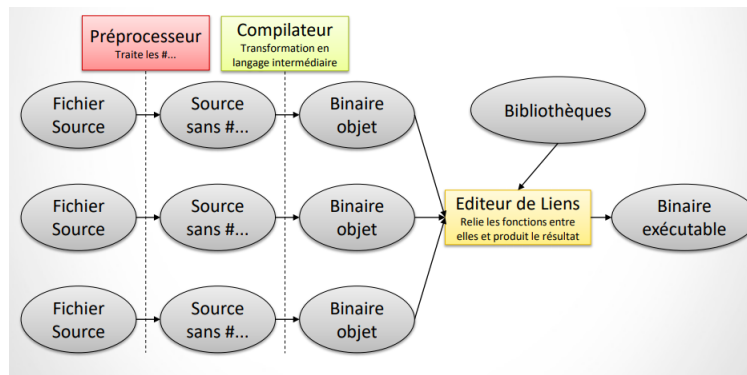 Préprocesseur
Traite les #...
Compilateur
Transformation en
langage intermédiaire
Fichier
Source
Source
sans #...
Binaire
objet
Bibliothèques
Fichier
Source
Source
sans #...
Binaire
objet
Editeur de Liens
Relie les fonctions entre
elles et produit le résultat
Binaire
exécutable
Fichier
Source
Source
sans #...
Binaire
objet